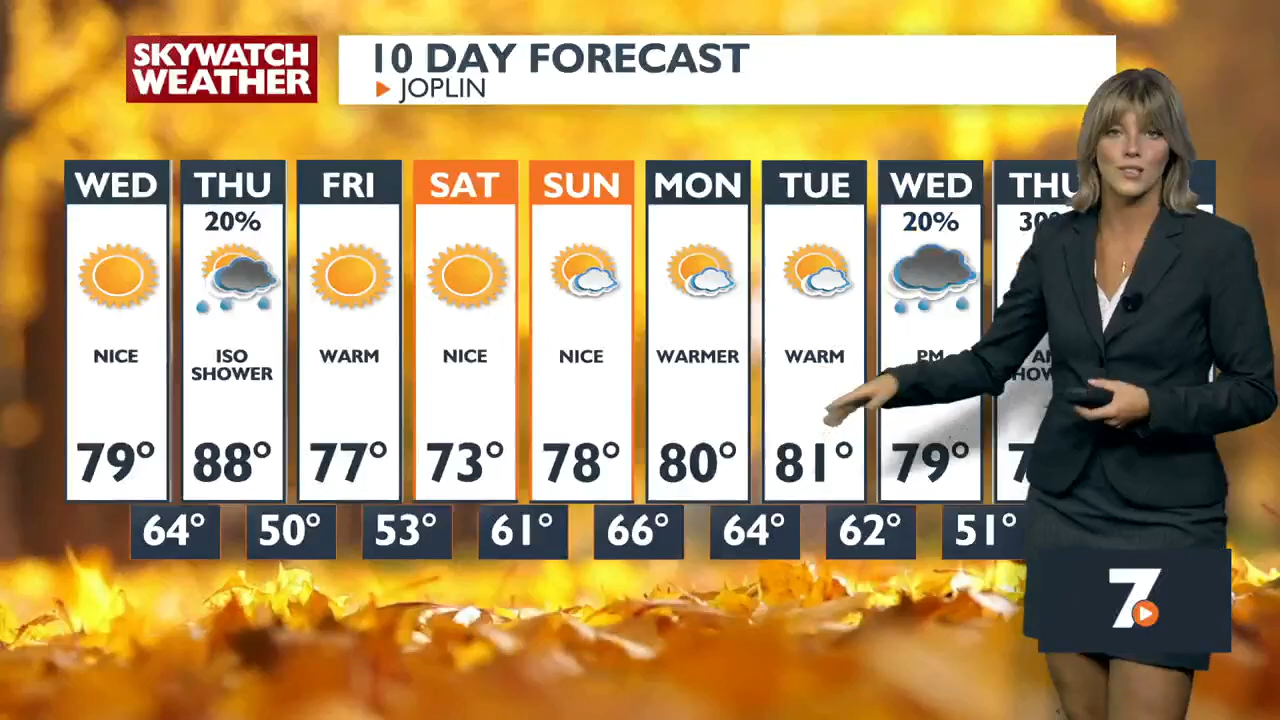 SKYWATCH
WEATHER
10 DAY FORECAST
JOPLIN
WED THU FRI SAT SUN MON TUE WED THU
20% 20%
NICE ISO WARM NICE NICE WARMER WARM PM
SHOWER
79° 88° 77° 73° 78° 80° 81° 79°
64° 50° 53° 61° 66° 64° 62° 51°
7